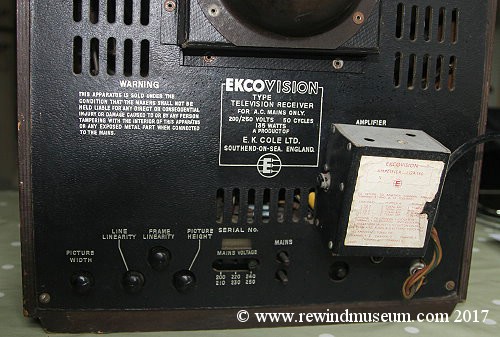 WARNING
THIS APPARATUS IS SOLD UNDER THE
CONDITION THAT THE MAKERS SHALL NOT BE
HELD LIABLE FOR ANY DIRECT OR CONSEQUENTIAL
INJURY OR DAMAGE CAUSED TO OR BY ANY PERSON
TAMPERING WITH THE INTERIOR OF THIS APPARATUS
OR ANY EXPOSED METAL PART WHEN CONNECTED
TO THE MAINS.
EKCOVISION
TYPE
TELEVISION RECEIVER
FOR A.C. MAINS ONLY.
200/250 VOLTS 50 CYCLES
135 WATTS
A PRODUCT OF
E.K. COLE LTD.
SOUTHEND-ON-SEA, ENGLAND.
E
AMPLIFIER
EKCOVISION
E
SERIAL NO.
PICTURE
WIDTH
LINE
LINEARITY
FRAME
LINEARITY
PICTURE
HEIGHT
MAINS VOLTAGE
200 220 240
210 230 250
MAINS
© www.rewindmuseum.com 2017